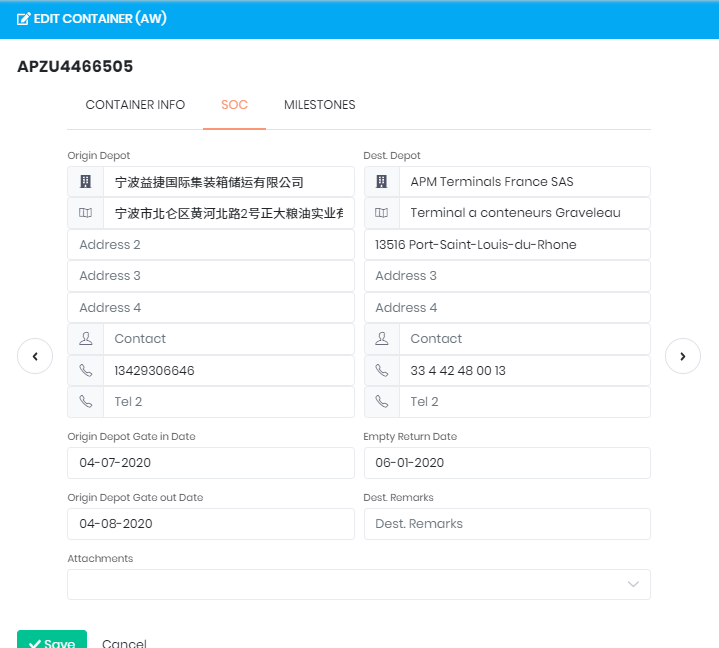 EDIT CONTAINER (AW)
APZU4466505
CONTAINER INFO
SOC
MILESTONES
Origin Depot
宁波益捷国际集装箱储运有限公司
宁波市北仑区黄河北路2号正大粮油实业有
Address 2
Address 3
Address 4
Contact
13429306646
Tel 2
Dest. Depot
APM Terminals France SAS
Terminal a conteneurs Graveleau
13516 Port-Saint-Louis-du-Rhone
Address 3
Address 4
Contact
33 4 42 48 00 13
Tel 2
Origin Depot Gate in Date
04-07-2020
Empty Return Date
06-01-2020
Origin Depot Gate out Date
04-08-2020
Dest. Remarks
Dest. Remarks
Attachments
Save
Cancel